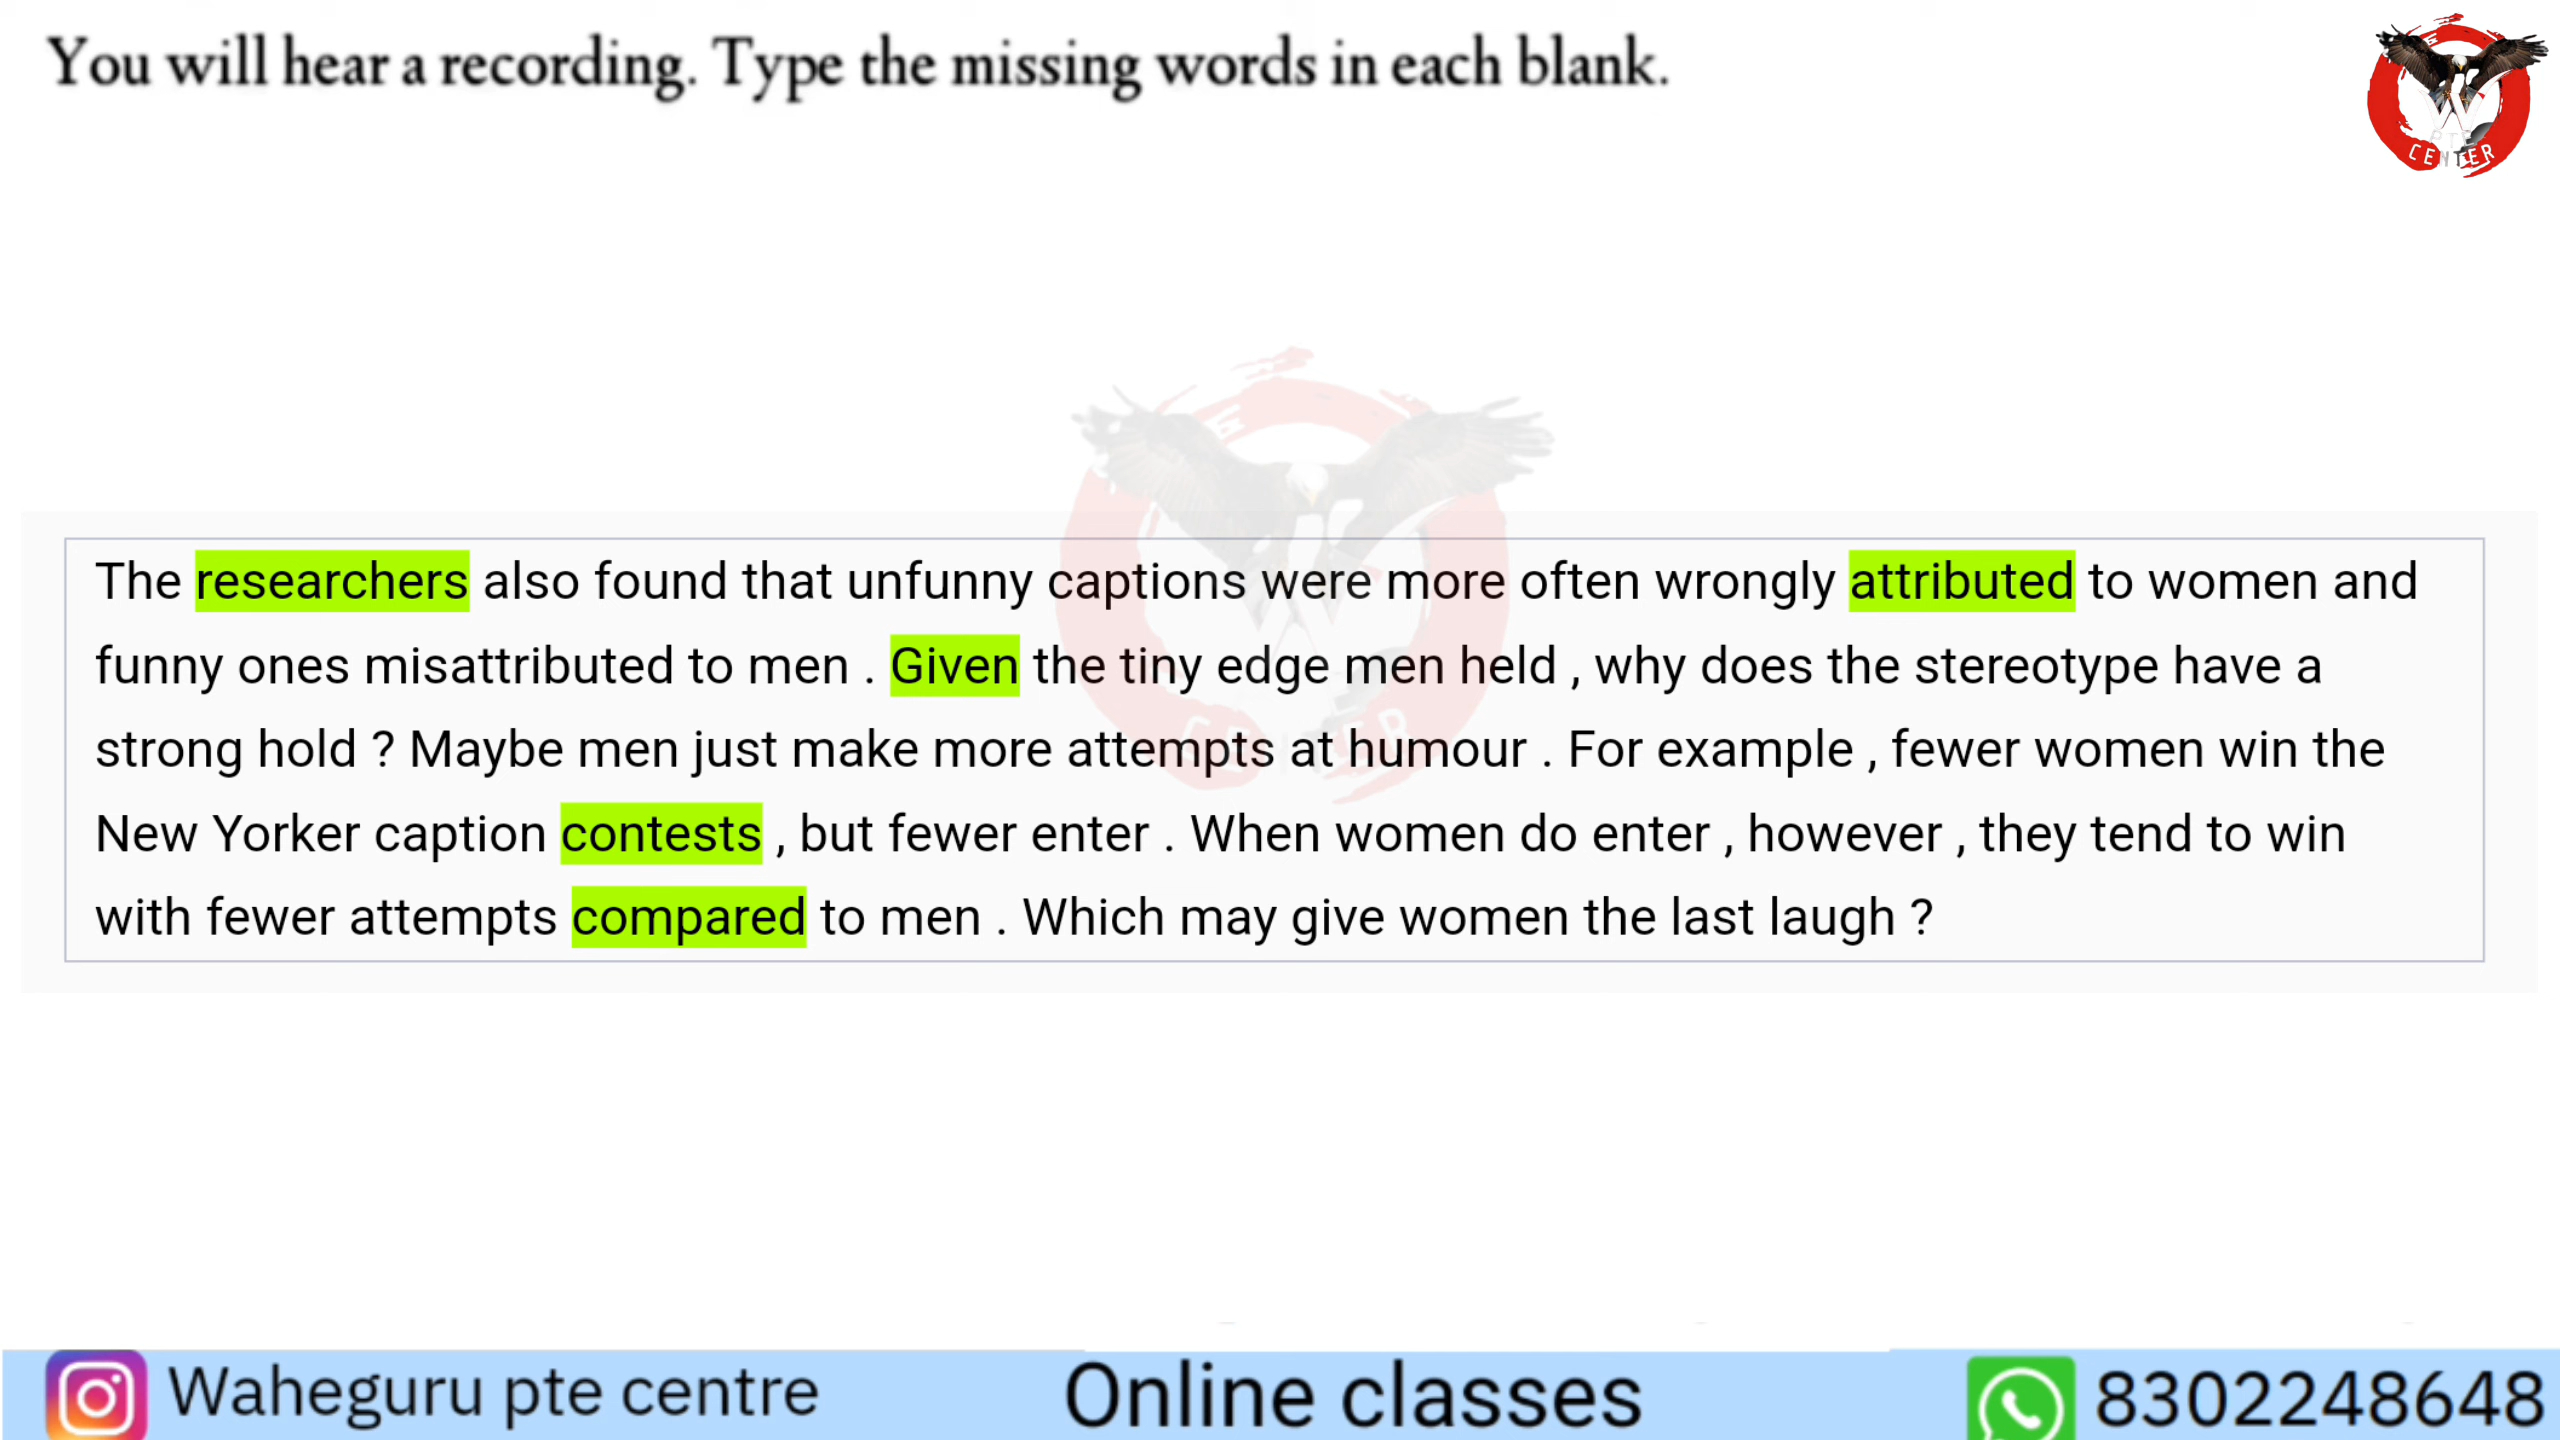 You will hear a recording. Type the missing words in each blank.
PTE
CENTER
The researchers also found that unfunny captions were more often wrongly attributed to women and
funny ones misattributed to men . Given the tiny edge men held , why does the stereotype have a
strong hold ? Maybe men just make more attempts at humour . For example , fewer women win the
New Yorker caption contests , but fewer enter . When women do enter , however , they tend to win
with fewer attempts compared to men . Which may give women the last laugh ?
Waheguru pte centre
Online classes
8302248648